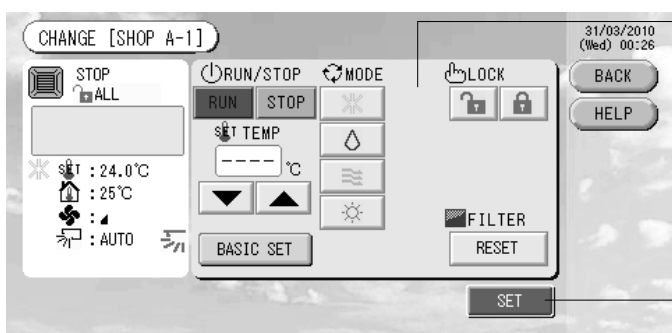 CHANGE [SHOP A-1]
31/03/2010
(Wed) 00:26
STOP
ALL
SET : 24.0℃
: 25℃
:
: AUTO
RUN/STOP
RUN STOP
SET TEMP
---- ℃
BASIC SET
MODE
LOCK
FILTER
RESET
BACK
HELP
SET